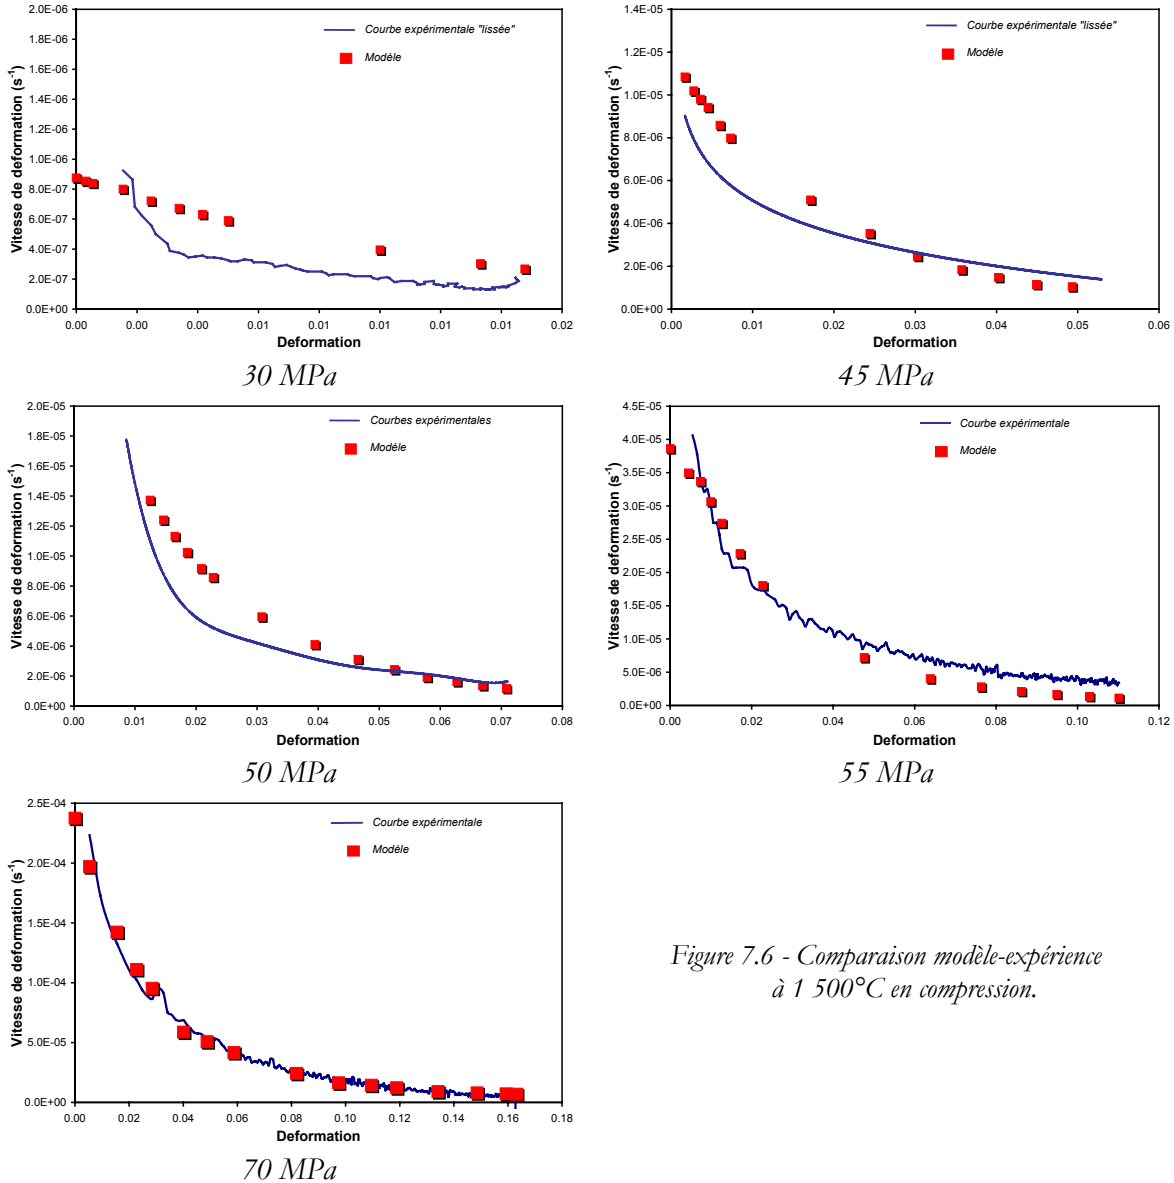 2.0E-06
1.8E-06
1.6E-06
1.4E-06
1.2E-06
1.0E-06
8.0E-07
6.0E-07
4.0E-07
2.0E-07
0.0E+00
Vitesse de deformation (s-1)
Courbe expérimentale "lissée"
Modèle
0.00 0.00 0.00 0.01 0.01 0.01 0.01 0.01 0.02
Deformation
30 MPa
1.4E-05
1.2E-05
1.0E-05
8.0E-06
6.0E-06
4.0E-06
2.0E-06
0.0E+00
Vitesse de deformation (s-1)
Courbe expérimentale "lissée"
Modèle
0.00 0.01 0.02 0.03 0.04 0.05 0.06
Deformation
45 MPa
2.0E-05
1.8E-05
1.6E-05
1.4E-05
1.2E-05
1.0E-05
8.0E-06
6.0E-06
4.0E-06
2.0E-06
0.0E+00
Vitesse de deformation (s-1)
Courbes expérimentales
Modèle
0.00 0.01 0.02 0.03 0.04 0.05 0.06 0.07 0.08
Deformation
50 MPa
4.5E-05
4.0E-05
3.5E-05
3.0E-05
2.5E-05
2.0E-05
1.5E-05
1.0E-05
5.0E-06
0.0E+00
Vitesse de deformation (s-1)
Courbe expérimentale
Modèle
0.00 0.02 0.04 0.06 0.08 0.10 0.12
Deformation
55 MPa
2.5E-04
2.0E-04
1.5E-04
1.0E-04
5.0E-05
0.0E+00
Vitesse de deformation (s-1)
Courbe expérimentale
Modèle
0.00 0.02 0.04 0.06 0.08 0.10 0.12 0.14 0.16 0.18
Deformation
70 MPa
Figure 7.6 - Comparaison modèle-expérience
à 1 500°C en compression.